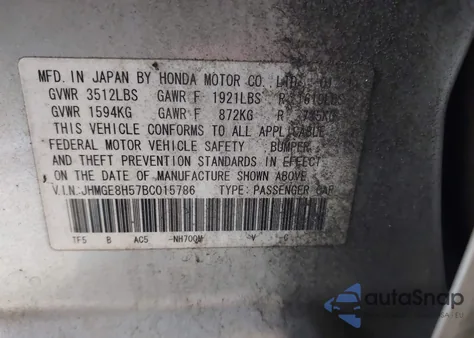 MFD. IN JAPAN BY HONDA MOTOR CO.,
GVWR 3512LBS GAWR F 1921LBS R
GVWR 1594KG GAWR F 872KG R
THIS VEHICLE CONFORMS TO ALL APPLICABLE
FEDERAL MOTOR VEHICLE SAFETY BUMPER
AND THEFT PREVENTION STANDARDS IN EFFECT
ON THE DATE OF MANUFACTURE SHOWN ABOVE
V.I.N. JHMGE8H57BC015786 TYPE: PASSENGER CAR
TF5 B AC5 -NH700M V
autoSnap